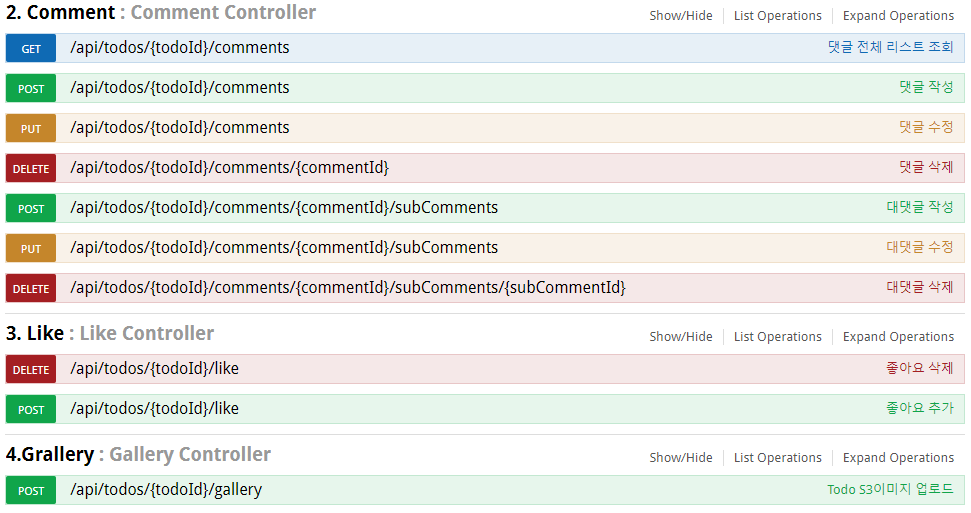 2. Comment : Comment Controller Show/Hide List Operations Expand Operations
GET /api/todos/{todoId}/comments 댓글 전체 리스트 조회
POST /api/todos/{todoId}/comments 댓글 작성
PUT /api/todos/{todoId}/comments 댓글 수정
DELETE /api/todos/{todoId}/comments/{commentId} 댓글 삭제
POST /api/todos/{todoId}/comments/{commentId}/subComments 대댓글 작성
PUT /api/todos/{todoId}/comments/{commentId}/subComments 대댓글 수정
DELETE /api/todos/{todoId}/comments/{commentId}/subComments/{subCommentId} 대댓글 삭제
3. Like : Like Controller Show/Hide List Operations Expand Operations
DELETE /api/todos/{todoId}/like 좋아요 삭제
POST /api/todos/{todoId}/like 좋아요 추가
4.Grallery : Gallery Controller Show/Hide List Operations Expand Operations
POST /api/todos/{todoId}/gallery Todo S3이미지 업로드